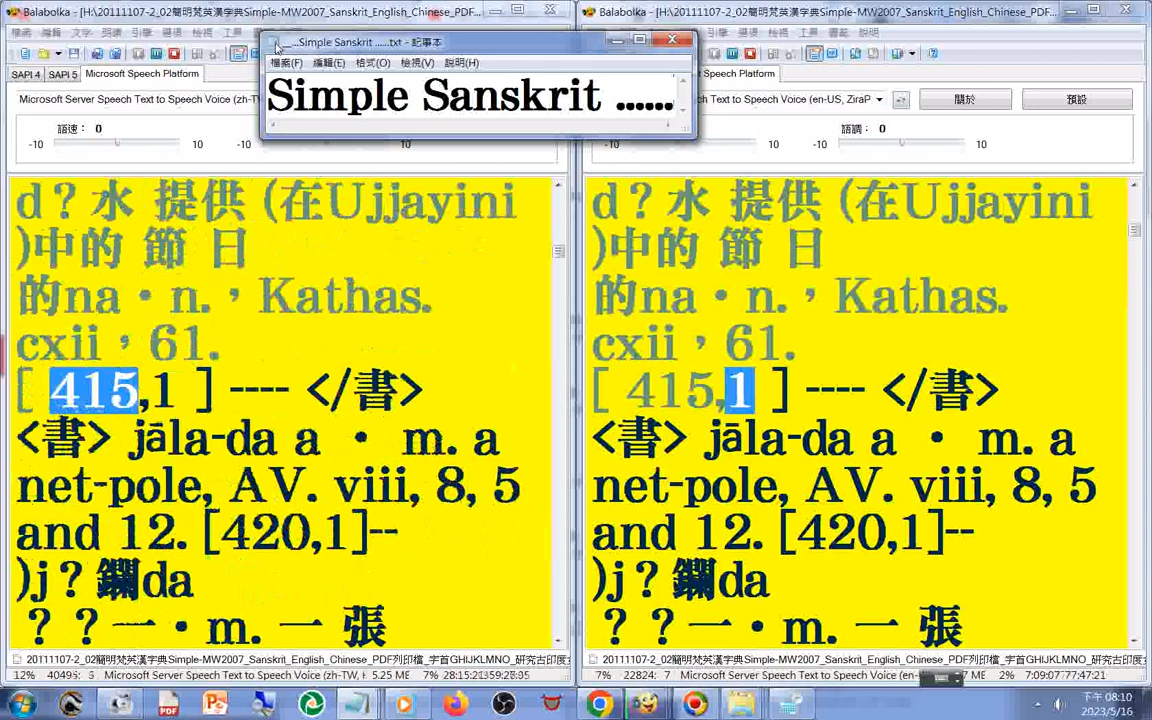 Balabolka - [H:\20111107-2_02簡明梵英漢字典Simple-MW2007_Sanskrit_English_Chinese_PDF...
Balabolka - [H:\20111107-2_02簡明梵英漢字典Simple-MW2007_Sanskrit_English_Chinese_PDF...
__...Simple Sanskrit ......txt - 記事本
檔案(F) 編輯(E) 格式(O) 檢視(V) 說明(H)
Simple Sanskrit ......
SAPI 4 SAPI 5 Microsoft Speech Platform
Speech Platform
Microsoft Server Speech Text to Speech Voice (zh-TW
ch Text to Speech Voice (en-US, ZiraP
關於 預設
語速： 0
-10 10 10
語調： 0
-10 10
d？水 提供 (在Ujjayini
)中的 節 日
的na‧n.，Kathas.
cxii，61.
[ 415,1 ] ---- </書>
<書> jāla-da a ‧ m. a
net-pole, AV. viii, 8, 5
and 12. [420,1]--
)j？鑭da
？？一‧m. 一 張
d？水 提供 (在Ujjayini
)中的 節 日
的na‧n.，Kathas.
cxii，61.
[ 415,1 ] ---- </書>
<書> jāla-da a ‧ m. a
net-pole, AV. viii, 8, 5
and 12. [420,1]--
)j？鑭da
？？一‧m. 一 張
20111107-2_02簡明梵英漢字典Simple-MW2007_Sanskrit_English_Chinese_PDF列印檔_字首GHIJKLMNO_研究古印度
20111107-2_02簡明梵英漢字典Simple-MW2007_Sanskrit_English_Chinese_PDF列印檔_字首GHIJKLMNO_研究古印度
12% 40495: Microsoft Server Speech Text to Speech Voice (zh-TW, 5.25 ME 7%
7% 22824: 7 Microsoft Server Speech Text to Speech Vo 2% 7:09:07:77:47:21
下午 08:10
2023/5/16